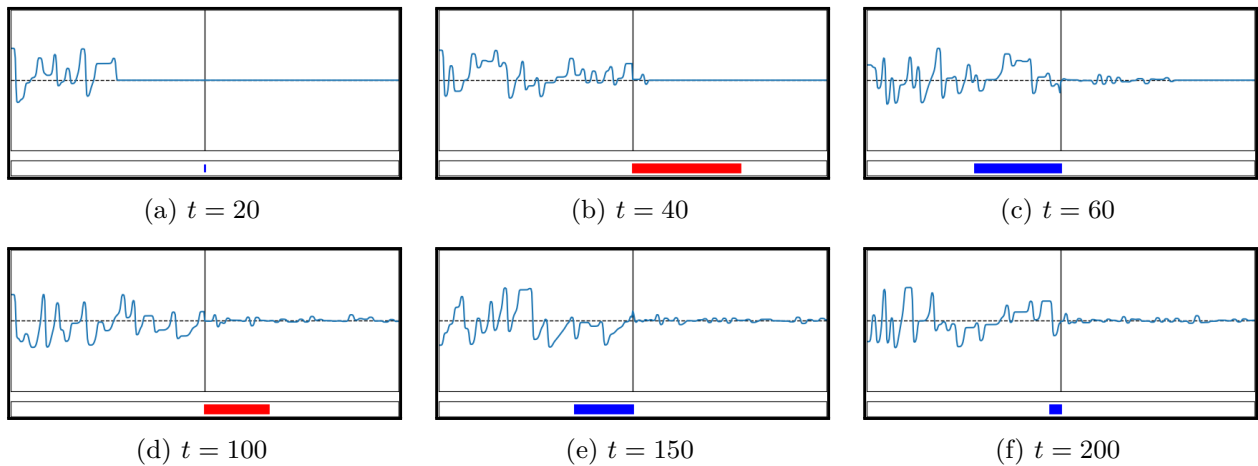 (a) t = 20
(b) t = 40
(c) t = 60
(d) t = 100
(e) t = 150
(f) t = 200